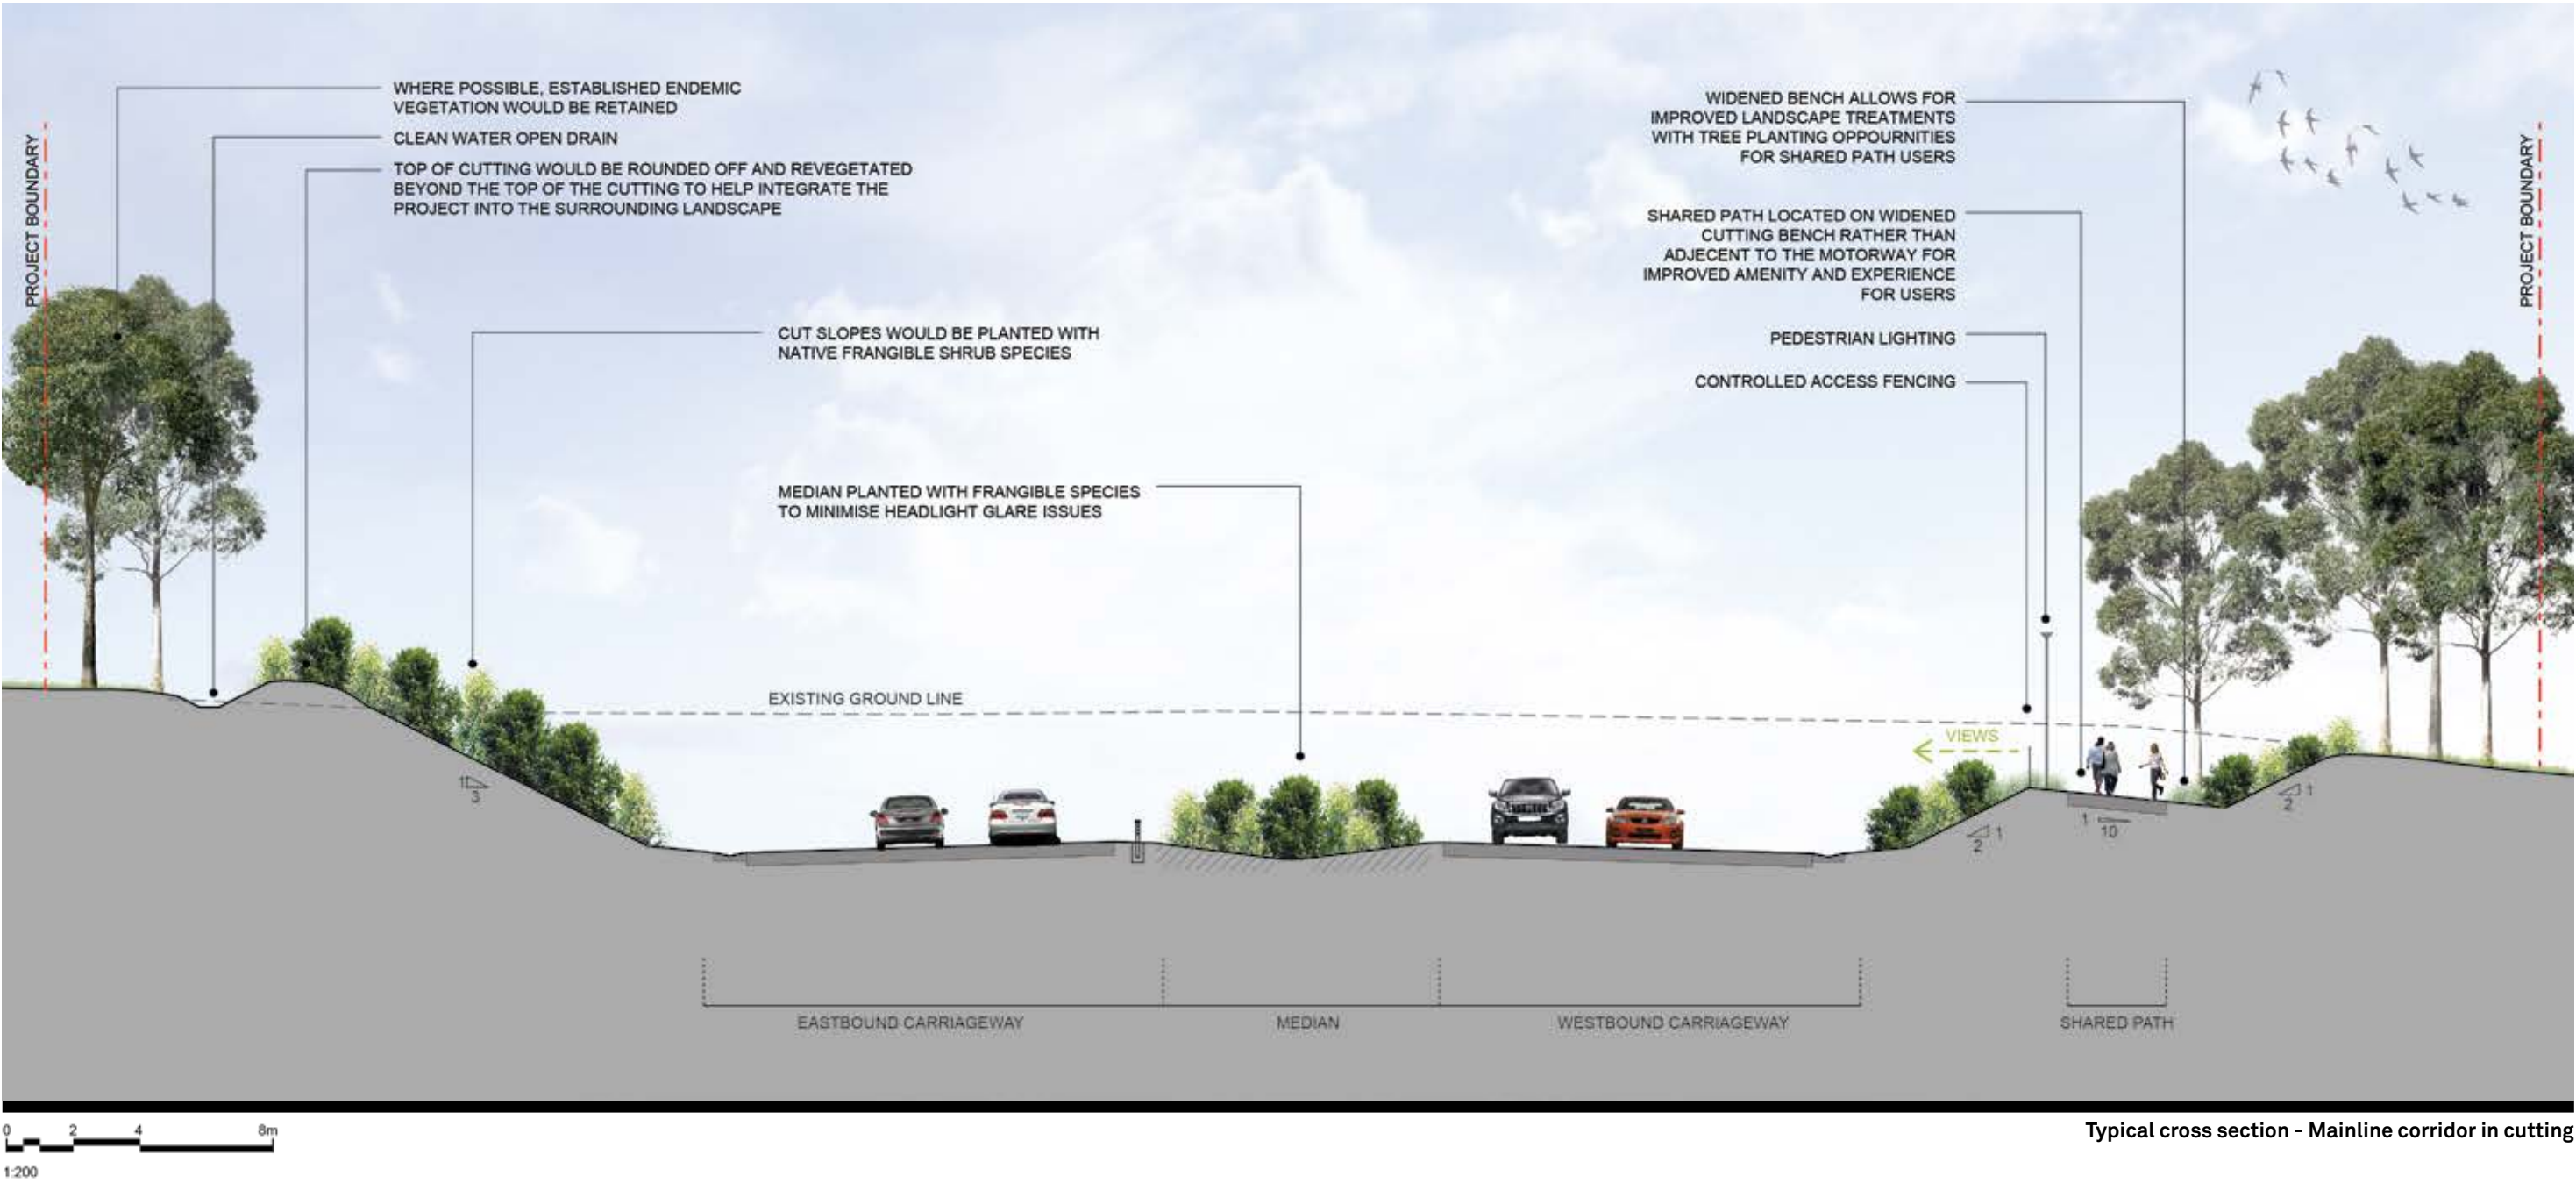 PROJECT BOUNDARY
WHERE POSSIBLE, ESTABLISHED ENDEMIC
VEGETATION WOULD BE RETAINED
CLEAN WATER OPEN DRAIN
TOP OF CUTTING WOULD BE ROUNDED OFF AND REVEGETATED
BEYOND THE TOP OF THE CUTTING TO HELP INTEGRATE THE
PROJECT INTO THE SURROUNDING LANDSCAPE
CUT SLOPES WOULD BE PLANTED WITH
NATIVE FRANGIBLE SHRUB SPECIES
MEDIAN PLANTED WITH FRANGIBLE SPECIES
TO MINIMISE HEADLIGHT GLARE ISSUES
WIDENED BENCH ALLOWS FOR
IMPROVED LANDSCAPE TREATMENTS
WITH TREE PLANTING OPPOURNITIES
FOR SHARED PATH USERS
SHARED PATH LOCATED ON WIDENED
CUTTING BENCH RATHER THAN
ADJECENT TO THE MOTORWAY FOR
IMPROVED AMENITY AND EXPERIENCE
FOR USERS
PEDESTRIAN LIGHTING
CONTROLLED ACCESS FENCING
PROJECT BOUNDARY
EXISTING GROUND LINE
VIEWS
1
3
1
2
1
10
1
2
EASTBOUND CARRIAGEWAY
MEDIAN
WESTBOUND CARRIAGEWAY
SHARED PATH
0 2 4 8m
1:200
Typical cross section - Mainline corridor in cutting